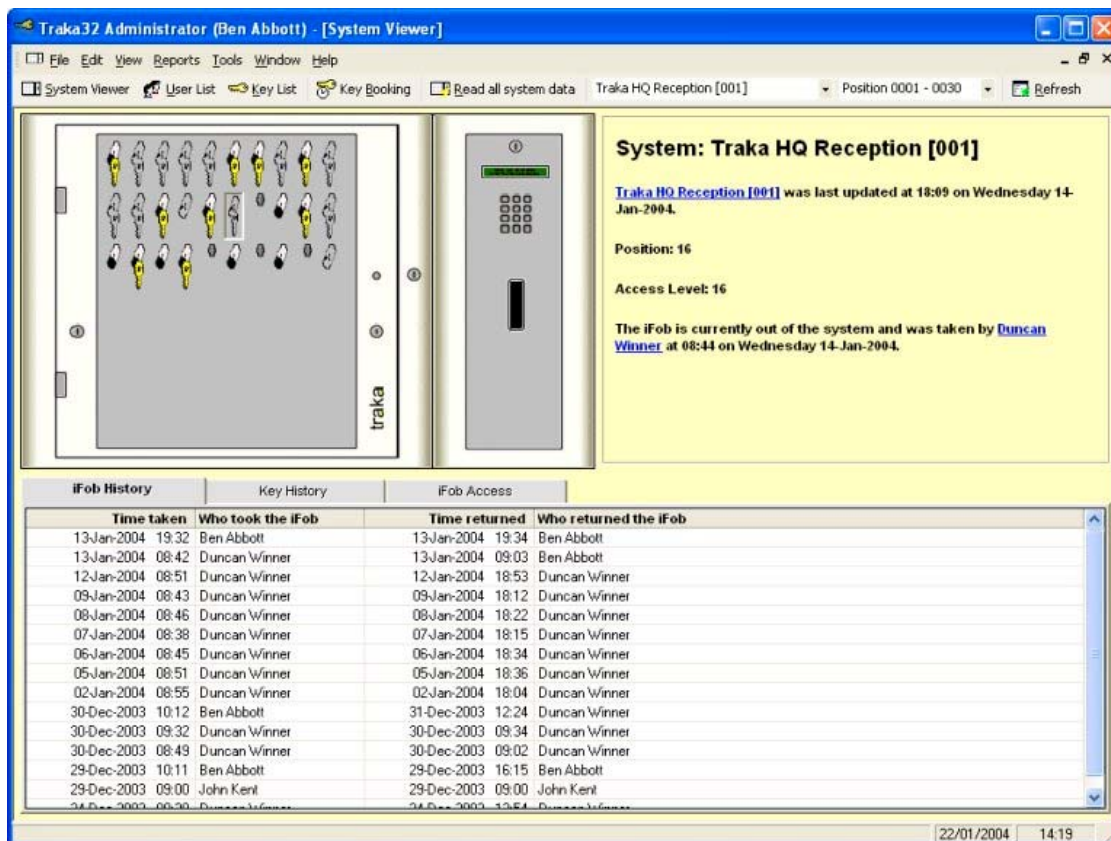 Traka32 Administrator (Ben Abbott) - [System Viewer]
File Edit View Reports Tools Window Help
System Viewer User List Key List Key Booking Read all system data Traka HQ Reception [001] Position 0001 - 0030 Refresh
System: Traka HQ Reception [001]
Traka HQ Reception [001] was last updated at 18:09 on Wednesday 14-
Jan-2004.
Position: 16
Access Level: 16
The iFob is currently out of the system and was taken by Duncan
Winner at 08:44 on Wednesday 14-Jan-2004.
traka
iFob History Key History iFob Access
Time taken Who took the iFob Time returned Who returned the iFob
13-Jan-2004 19:32 Ben Abbott 13-Jan-2004 19:34 Ben Abbott
13-Jan-2004 08:42 Duncan Winner 13-Jan-2004 09:03 Ben Abbott
12-Jan-2004 08:51 Duncan Winner 12-Jan-2004 18:53 Duncan Winner
09-Jan-2004 08:43 Duncan Winner 09-Jan-2004 18:12 Duncan Winner
08-Jan-2004 08:46 Duncan Winner 08-Jan-2004 18:22 Duncan Winner
07-Jan-2004 08:38 Duncan Winner 07-Jan-2004 18:15 Duncan Winner
06-Jan-2004 08:45 Duncan Winner 06-Jan-2004 18:34 Duncan Winner
05-Jan-2004 08:51 Duncan Winner 05-Jan-2004 18:36 Duncan Winner
02-Jan-2004 08:55 Duncan Winner 02-Jan-2004 18:04 Duncan Winner
30-Dec-2003 10:12 Ben Abbott 31-Dec-2003 12:24 Duncan Winner
30-Dec-2003 09:32 Duncan Winner 30-Dec-2003 09:34 Duncan Winner
30-Dec-2003 08:49 Duncan Winner 30-Dec-2003 09:02 Duncan Winner
29-Dec-2003 10:11 Ben Abbott 29-Dec-2003 16:15 Ben Abbott
29-Dec-2003 09:00 John Kent 29-Dec-2003 09:00 John Kent
22/01/2004 14:19